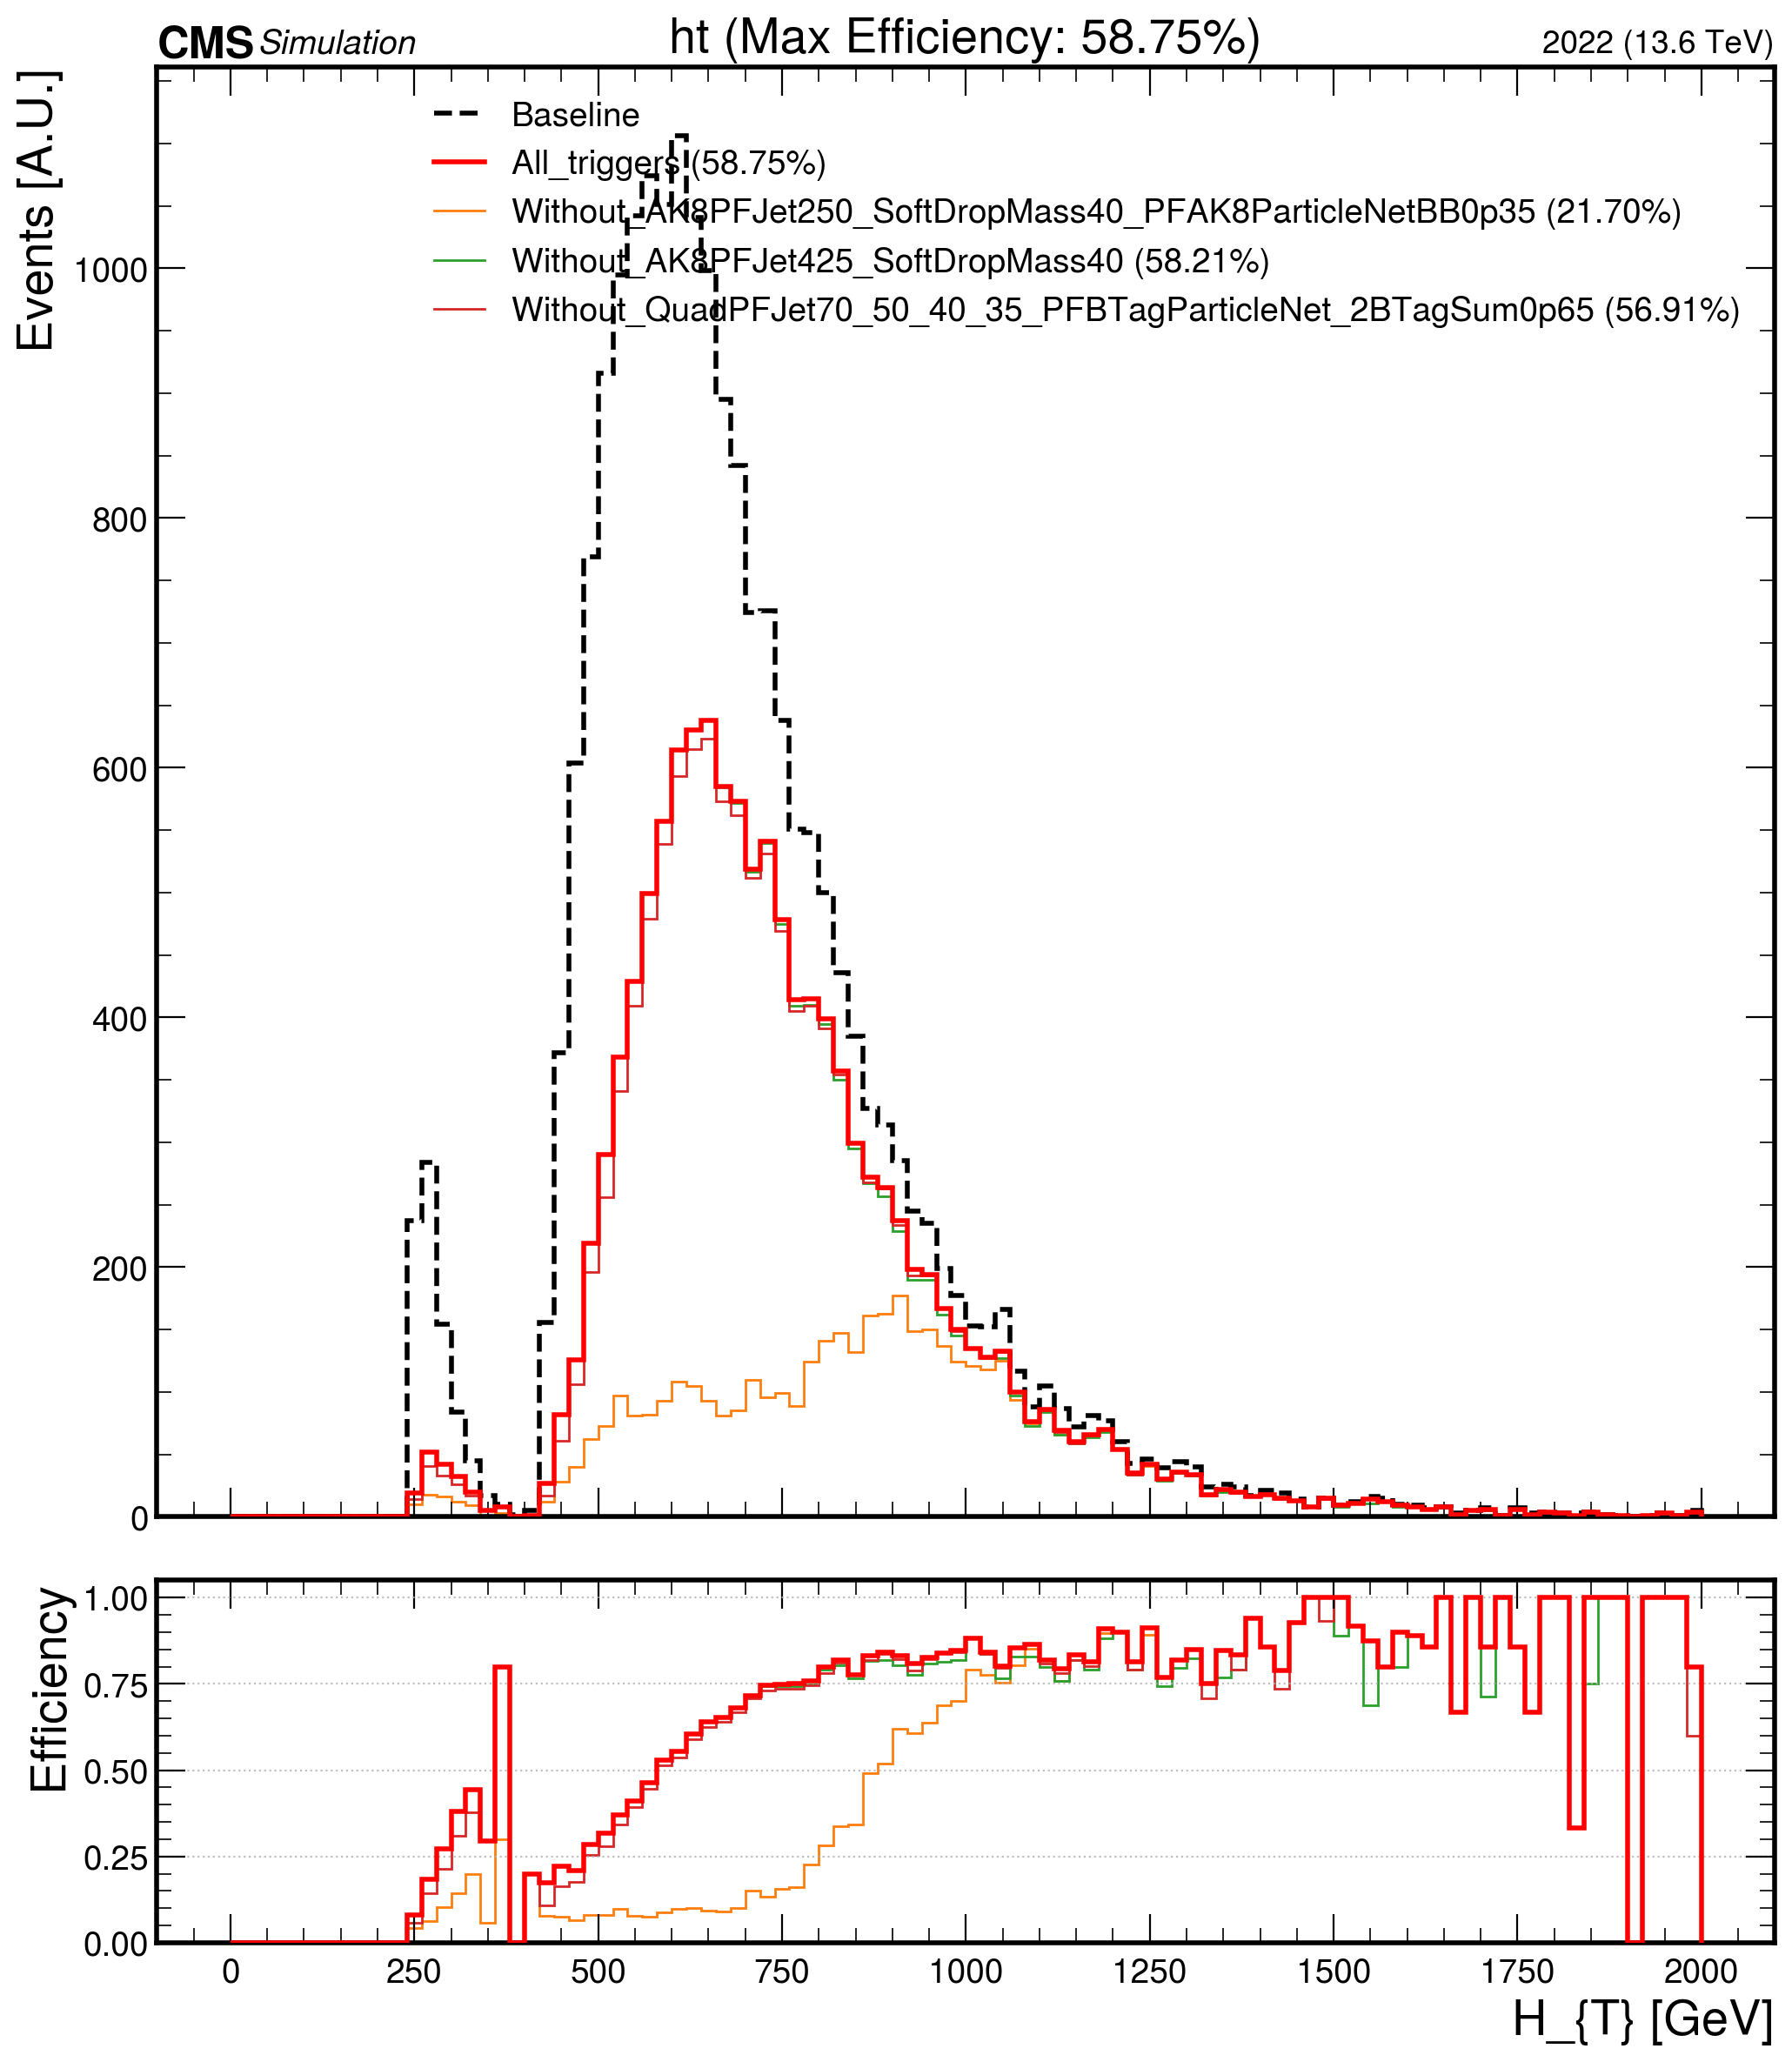 CMS Simulation ht (Max Efficiency: 58.75%) 2022 (13.6 TeV)
Events [A.U.]
Baseline
All_triggers (58.75%)
Without_AK8PFJet250_SoftDropMass40_PFAK8ParticleNetBB0p35 (21.70%)
Without_AK8PFJet425_SoftDropMass40 (58.21%)
Without_QuadPFJet70_50_40_35_PFBTagParticleNet_2BTagSum0p65 (56.91%)
1000
800
600
400
200
0
Efficiency
1.00
0.75
0.50
0.25
0.00
0 250 500 750 1000 1250 1500 1750 2000
H_{T} [GeV]